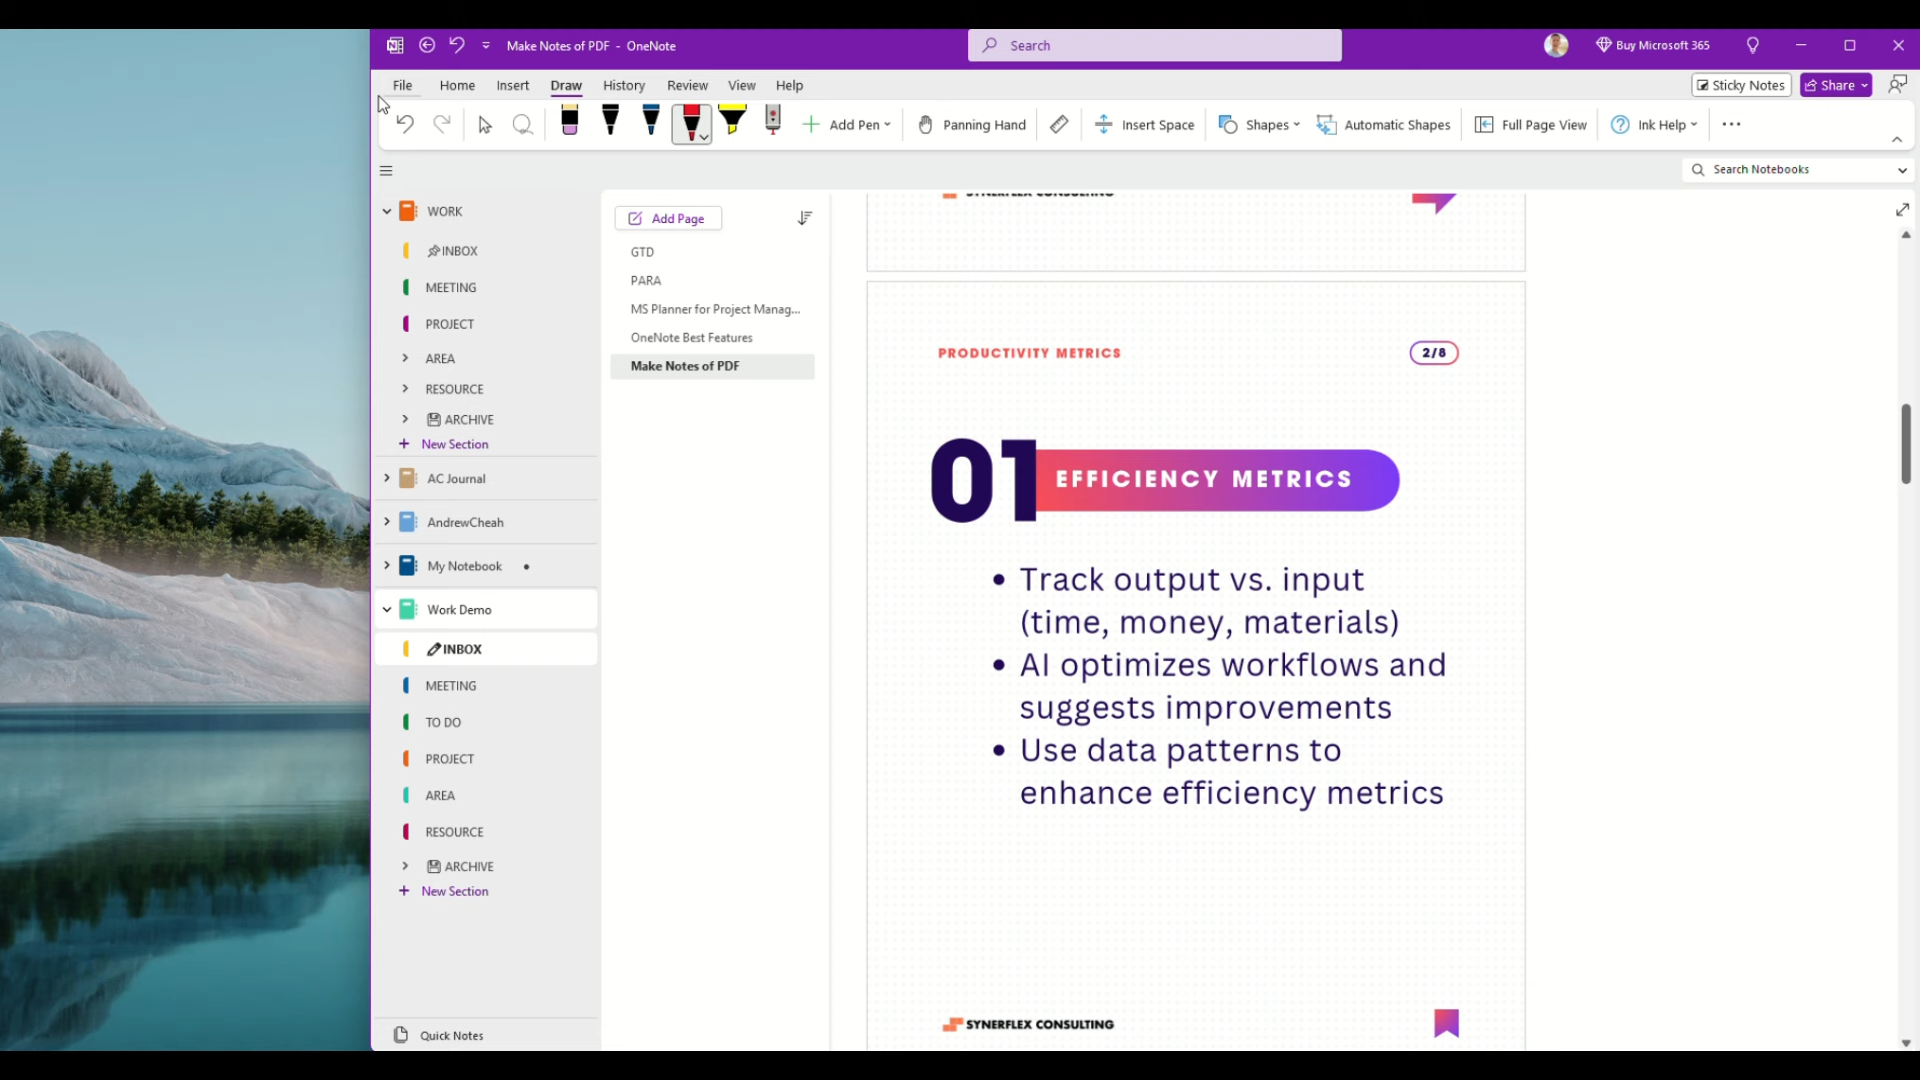 Make Notes of PDF - OneNote
Search
Buy Microsoft 365
File Home Insert Draw History Review View Help
Sticky Notes
Share
Add Pen
Panning Hand
Insert Space
Shapes
Automatic Shapes
Full Page View
Ink Help
Search Notebooks
WORK
INBOX
MEETING
PROJECT
AREA
RESOURCE
ARCHIVE
New Section
AC Journal
AndrewCheah
My Notebook
Work Demo
INBOX
MEETING
TO DO
PROJECT
AREA
RESOURCE
ARCHIVE
New Section
Quick Notes
Add Page
GTD
PARA
MS Planner for Project Manag...
OneNote Best Features
Make Notes of PDF
SYNERFLEX CONSULTING
PRODUCTIVITY METRICS
2/8
01 EFFICIENCY METRICS
• Track output vs. input
(time, money, materials)
• AI optimizes workflows and
suggests improvements
• Use data patterns to
enhance efficiency metrics
SYNERFLEX CONSULTING